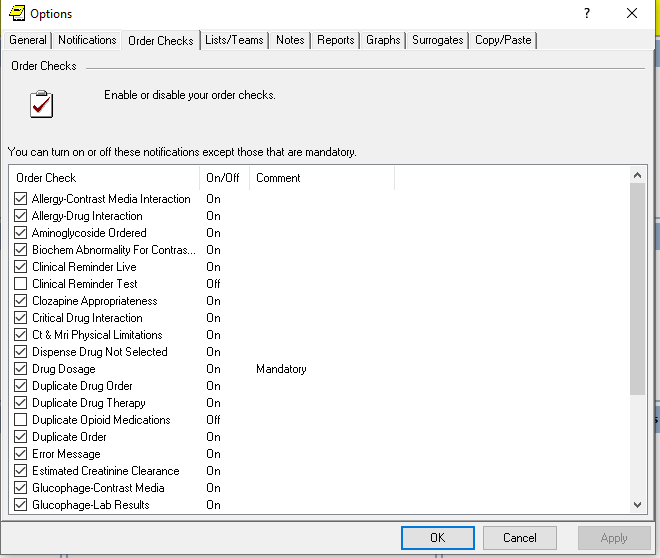 Options
General Notifications Order Checks Lists/Teams Notes Reports Graphs Surrogates Copy/Paste
Order Checks
Enable or disable your order checks.
You can turn on or off these notifications except those that are mandatory.
Order Check On/Off Comment
Allergy-Contrast Media Interaction On
Allergy-Drug Interaction On
Aminoglycoside Ordered On
Biochem Abnormality For Contras... On
Clinical Reminder Live On
Clinical Reminder Test Off
Clozapine Appropriateness On
Critical Drug Interaction On
Ct & Mri Physical Limitations On
Dispense Drug Not Selected On
Drug Dosage On Mandatory
Duplicate Drug Order On
Duplicate Drug Therapy On
Duplicate Opioid Medications Off
Duplicate Order On
Error Message On
Estimated Creatinine Clearance On
Glucophage-Contrast Media On
Glucophage-Lab Results On
OK Cancel Apply